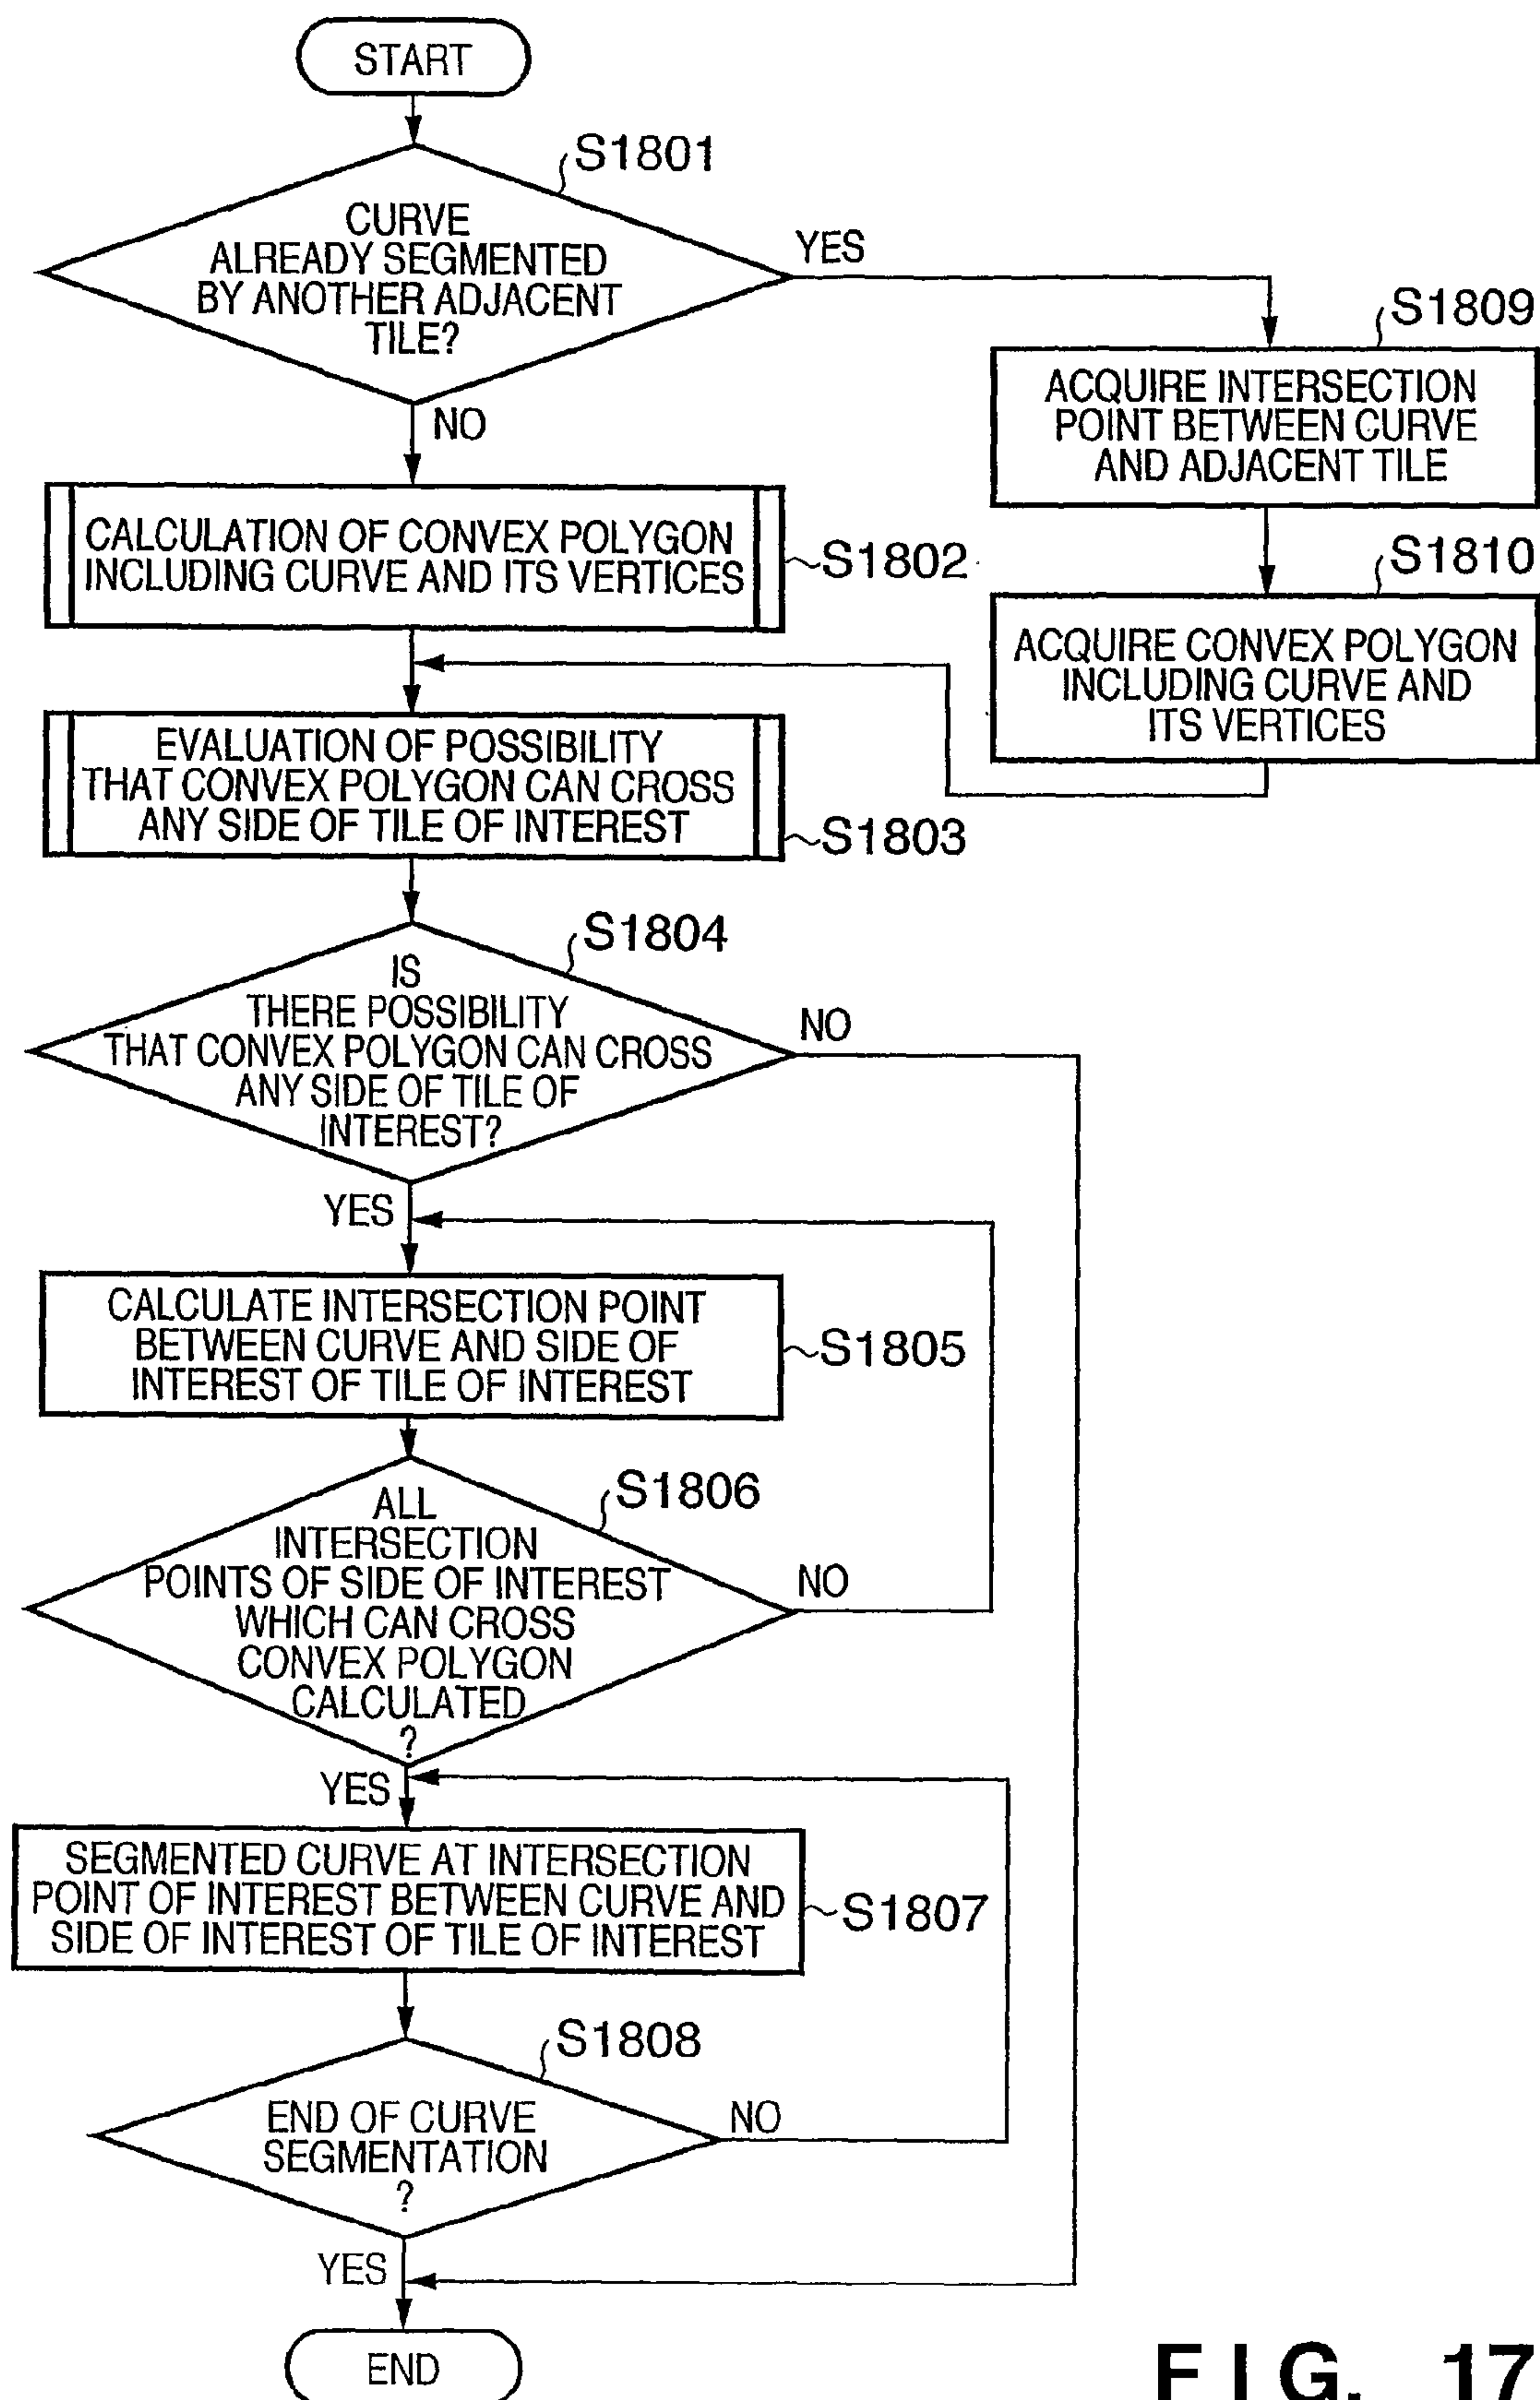 START
S1801
CURVE
ALREADY SEGMENTED
BY ANOTHER ADJACENT
TILE?
YES
NO
S1809
ACQUIRE INTERSECTION
POINT BETWEEN CURVE
AND ADJACENT TILE
S1810
ACQUIRE CONVEX POLYGON
INCLUDING CURVE AND
ITS VERTICES
CALCULATION OF CONVEX POLYGON
INCLUDING CURVE AND ITS VERTICES
S1802
EVALUATION OF POSSIBILITY
THAT CONVEX POLYGON CAN CROSS
ANY SIDE OF TILE OF INTEREST
S1803
S1804
IS
THERE POSSIBILITY
THAT CONVEX POLYGON CAN CROSS
ANY SIDE OF TILE OF
INTEREST?
NO
YES
CALCULATE INTERSECTION POINT
BETWEEN CURVE AND SIDE OF
INTEREST OF TILE OF INTEREST
S1805
S1806
ALL
INTERSECTION
POINTS OF SIDE OF INTEREST
WHICH CAN CROSS
CONVEX POLYGON
CALCULATED
?
NO
YES
SEGMENTED CURVE AT INTERSECTION
POINT OF INTEREST BETWEEN CURVE AND
SIDE OF INTEREST OF TILE OF INTEREST
S1807
S1808
END OF CURVE
SEGMENTATION
?
NO
YES
END
FIG. 17